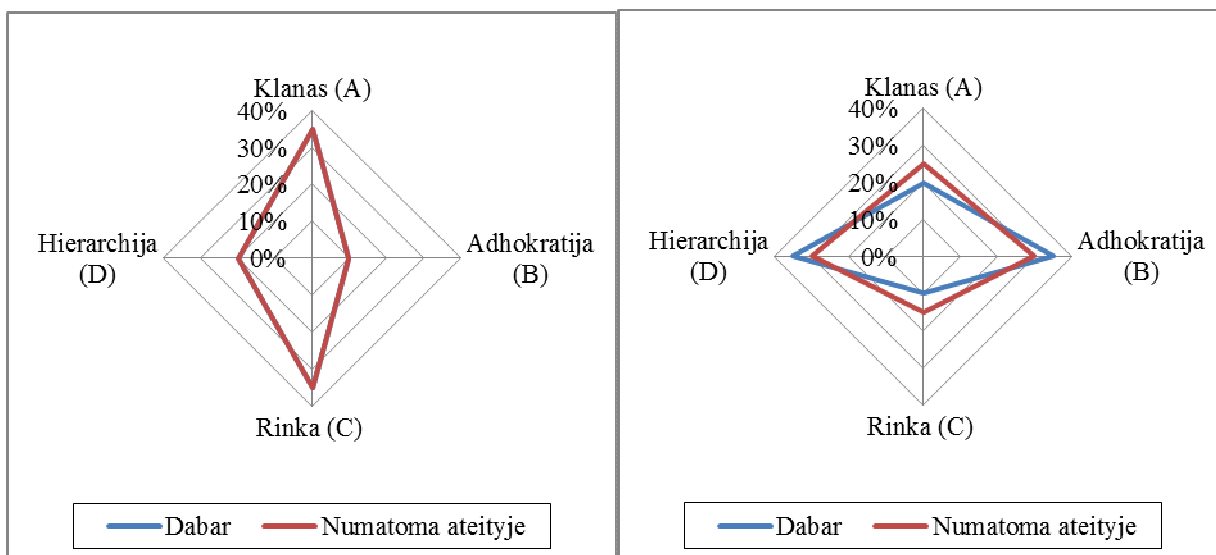 Klanas (A)
40%
30%
20%
10%
0%
Hierarchija
(D)
Adhokratija
(B)
Rinka (C)
Dabar
Numatoma ateityje
Klanas (A)
40%
30%
20%
10%
0%
Hierarchija
(D)
Adhokratija
(B)
Rinka (C)
Dabar
Numatoma ateityje